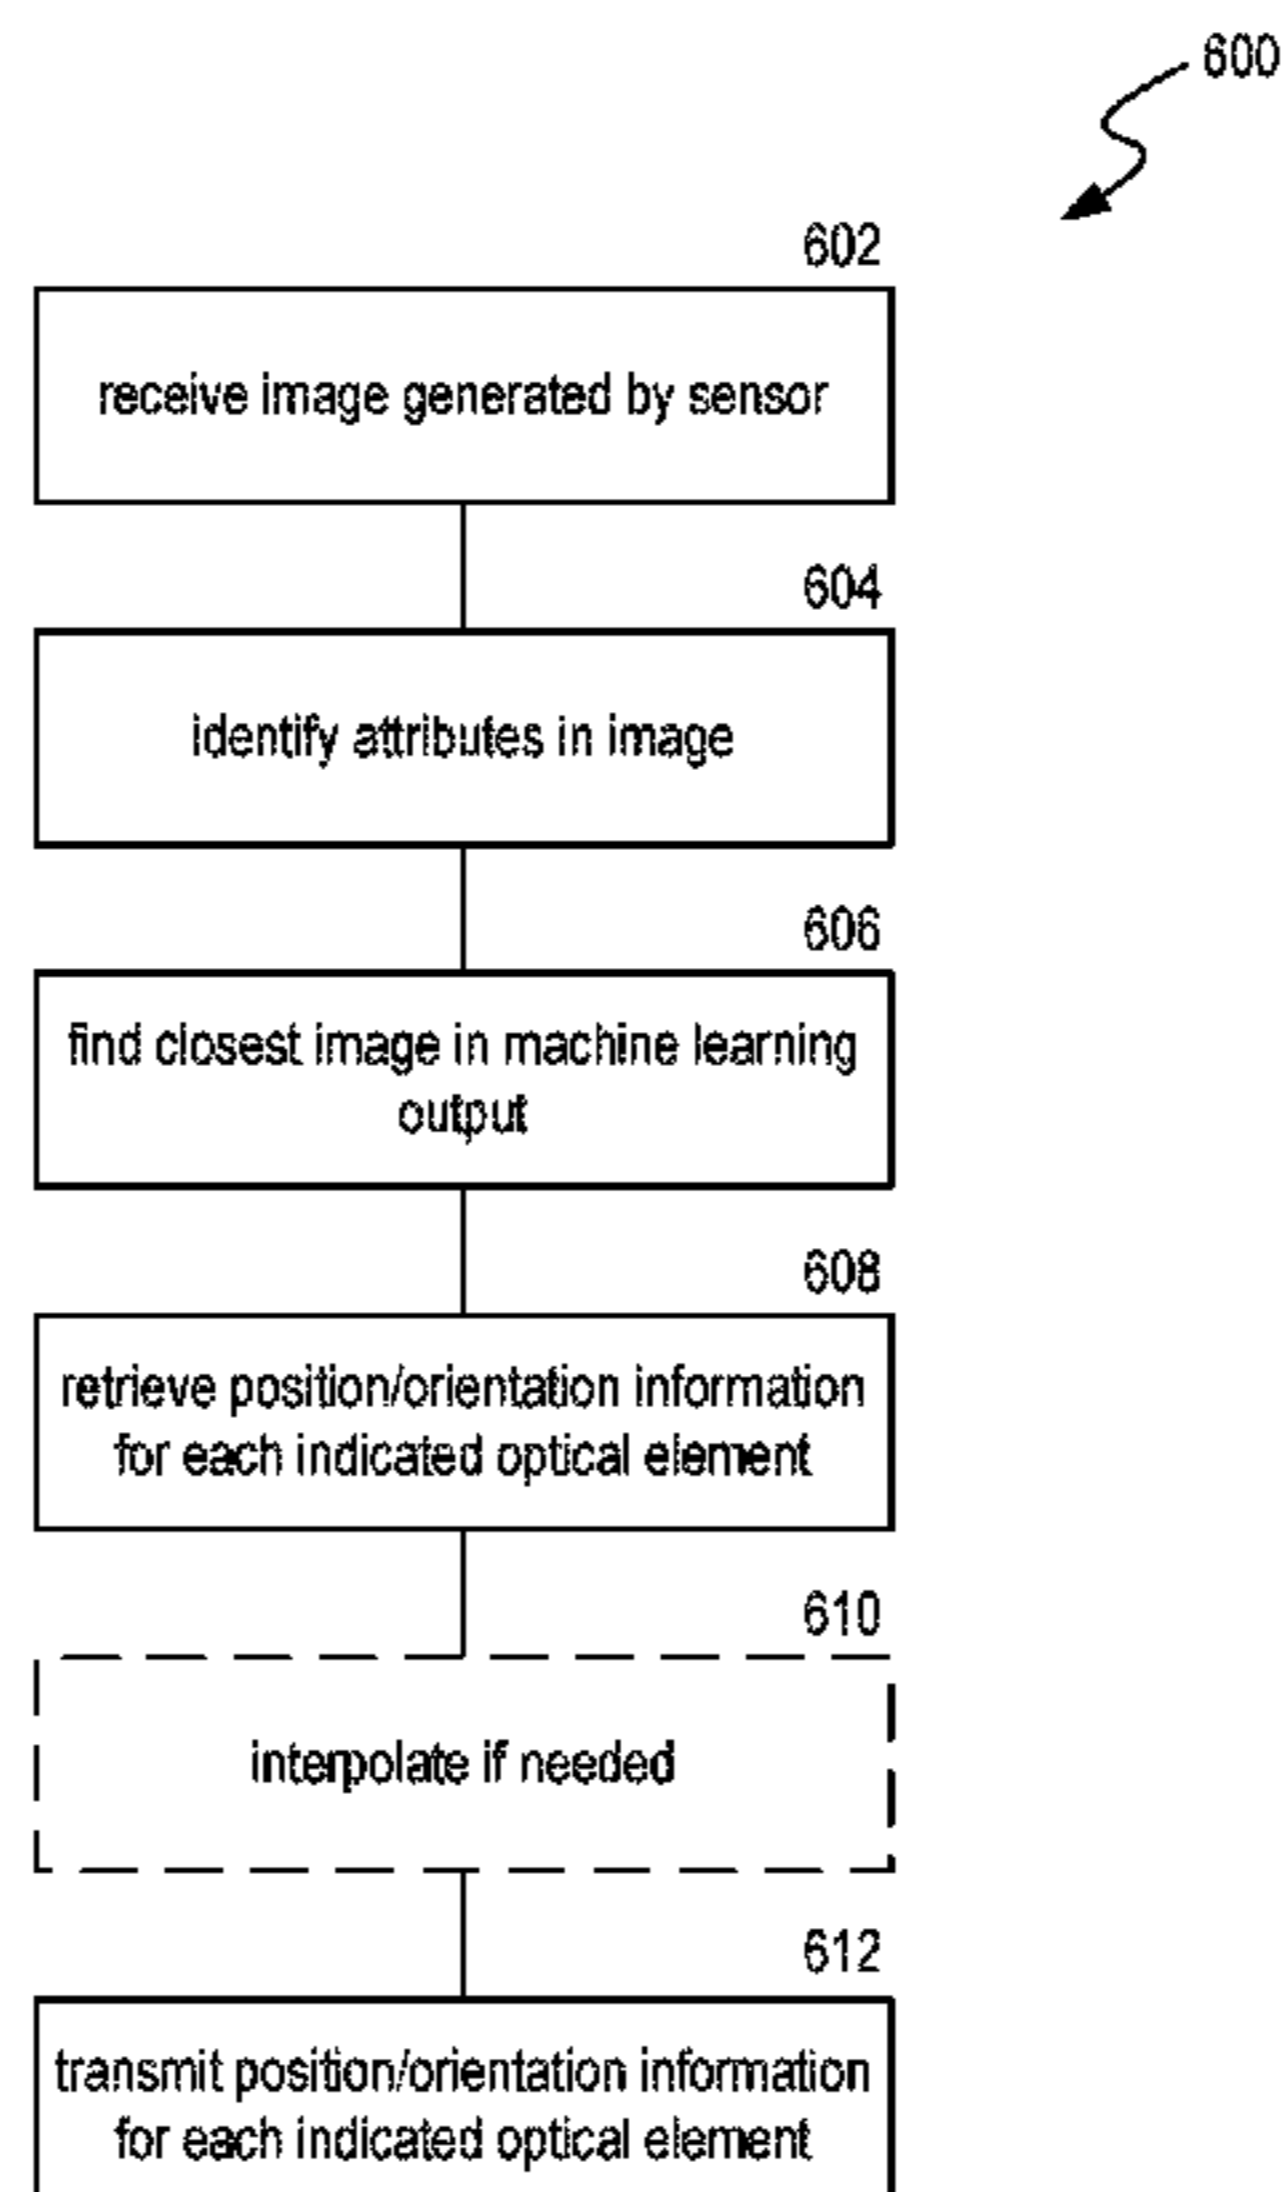 600
602
receive image generated by sensor
604
identify attributes in image
606
find closest image in machine learning
output
608
retrieve position/orientation information
for each indicated optical element
610
interpolate if needed
612
transmit position/orientation information
for each indicated optical element